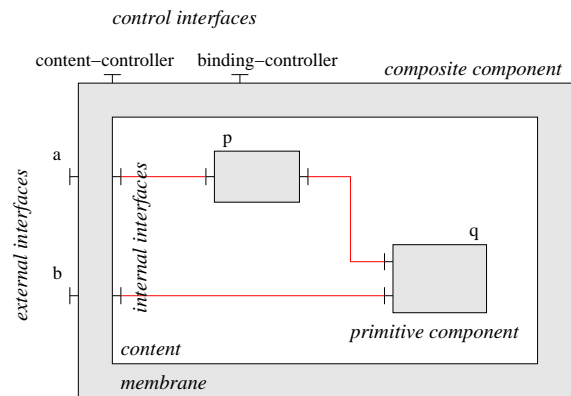 control interfaces
content−controller
binding−controller
composite component
p
a
external interfaces
internal interfaces
q
b
primitive component
content
membrane